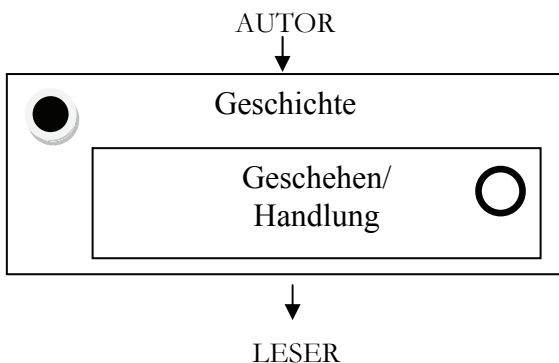 AUTOR
Geschichte
Geschehen/
Handlung
LESER